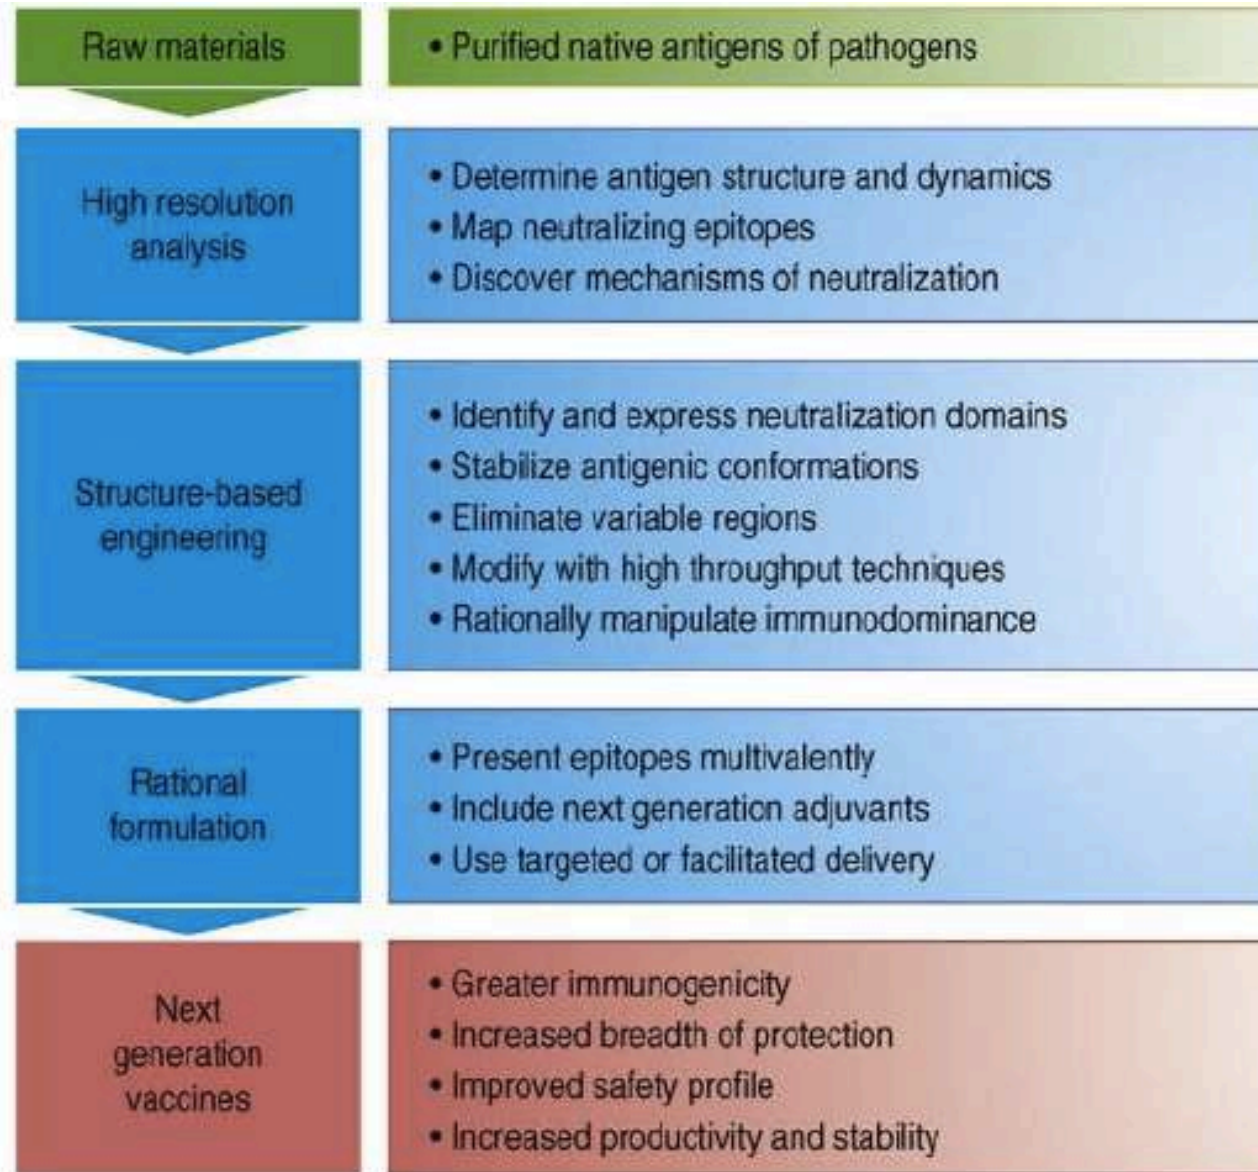 Raw materials
• Purified native antigens of pathogens
High resolution
analysis
• Determine antigen structure and dynamics
• Map neutralizing epitopes
• Discover mechanisms of neutralization
Structure-based
engineering
• Identify and express neutralization domains
• Stabilize antigenic conformations
• Eliminate variable regions
• Modify with high throughput techniques
• Rationally manipulate immunodominance
Rational
formulation
• Present epitopes multivalently
• Include next generation adjuvants
• Use targeted or facilitated delivery
Next
generation
vaccines
• Greater immunogenicity
• Increased breadth of protection
• Improved safety profile
• Increased productivity and stability